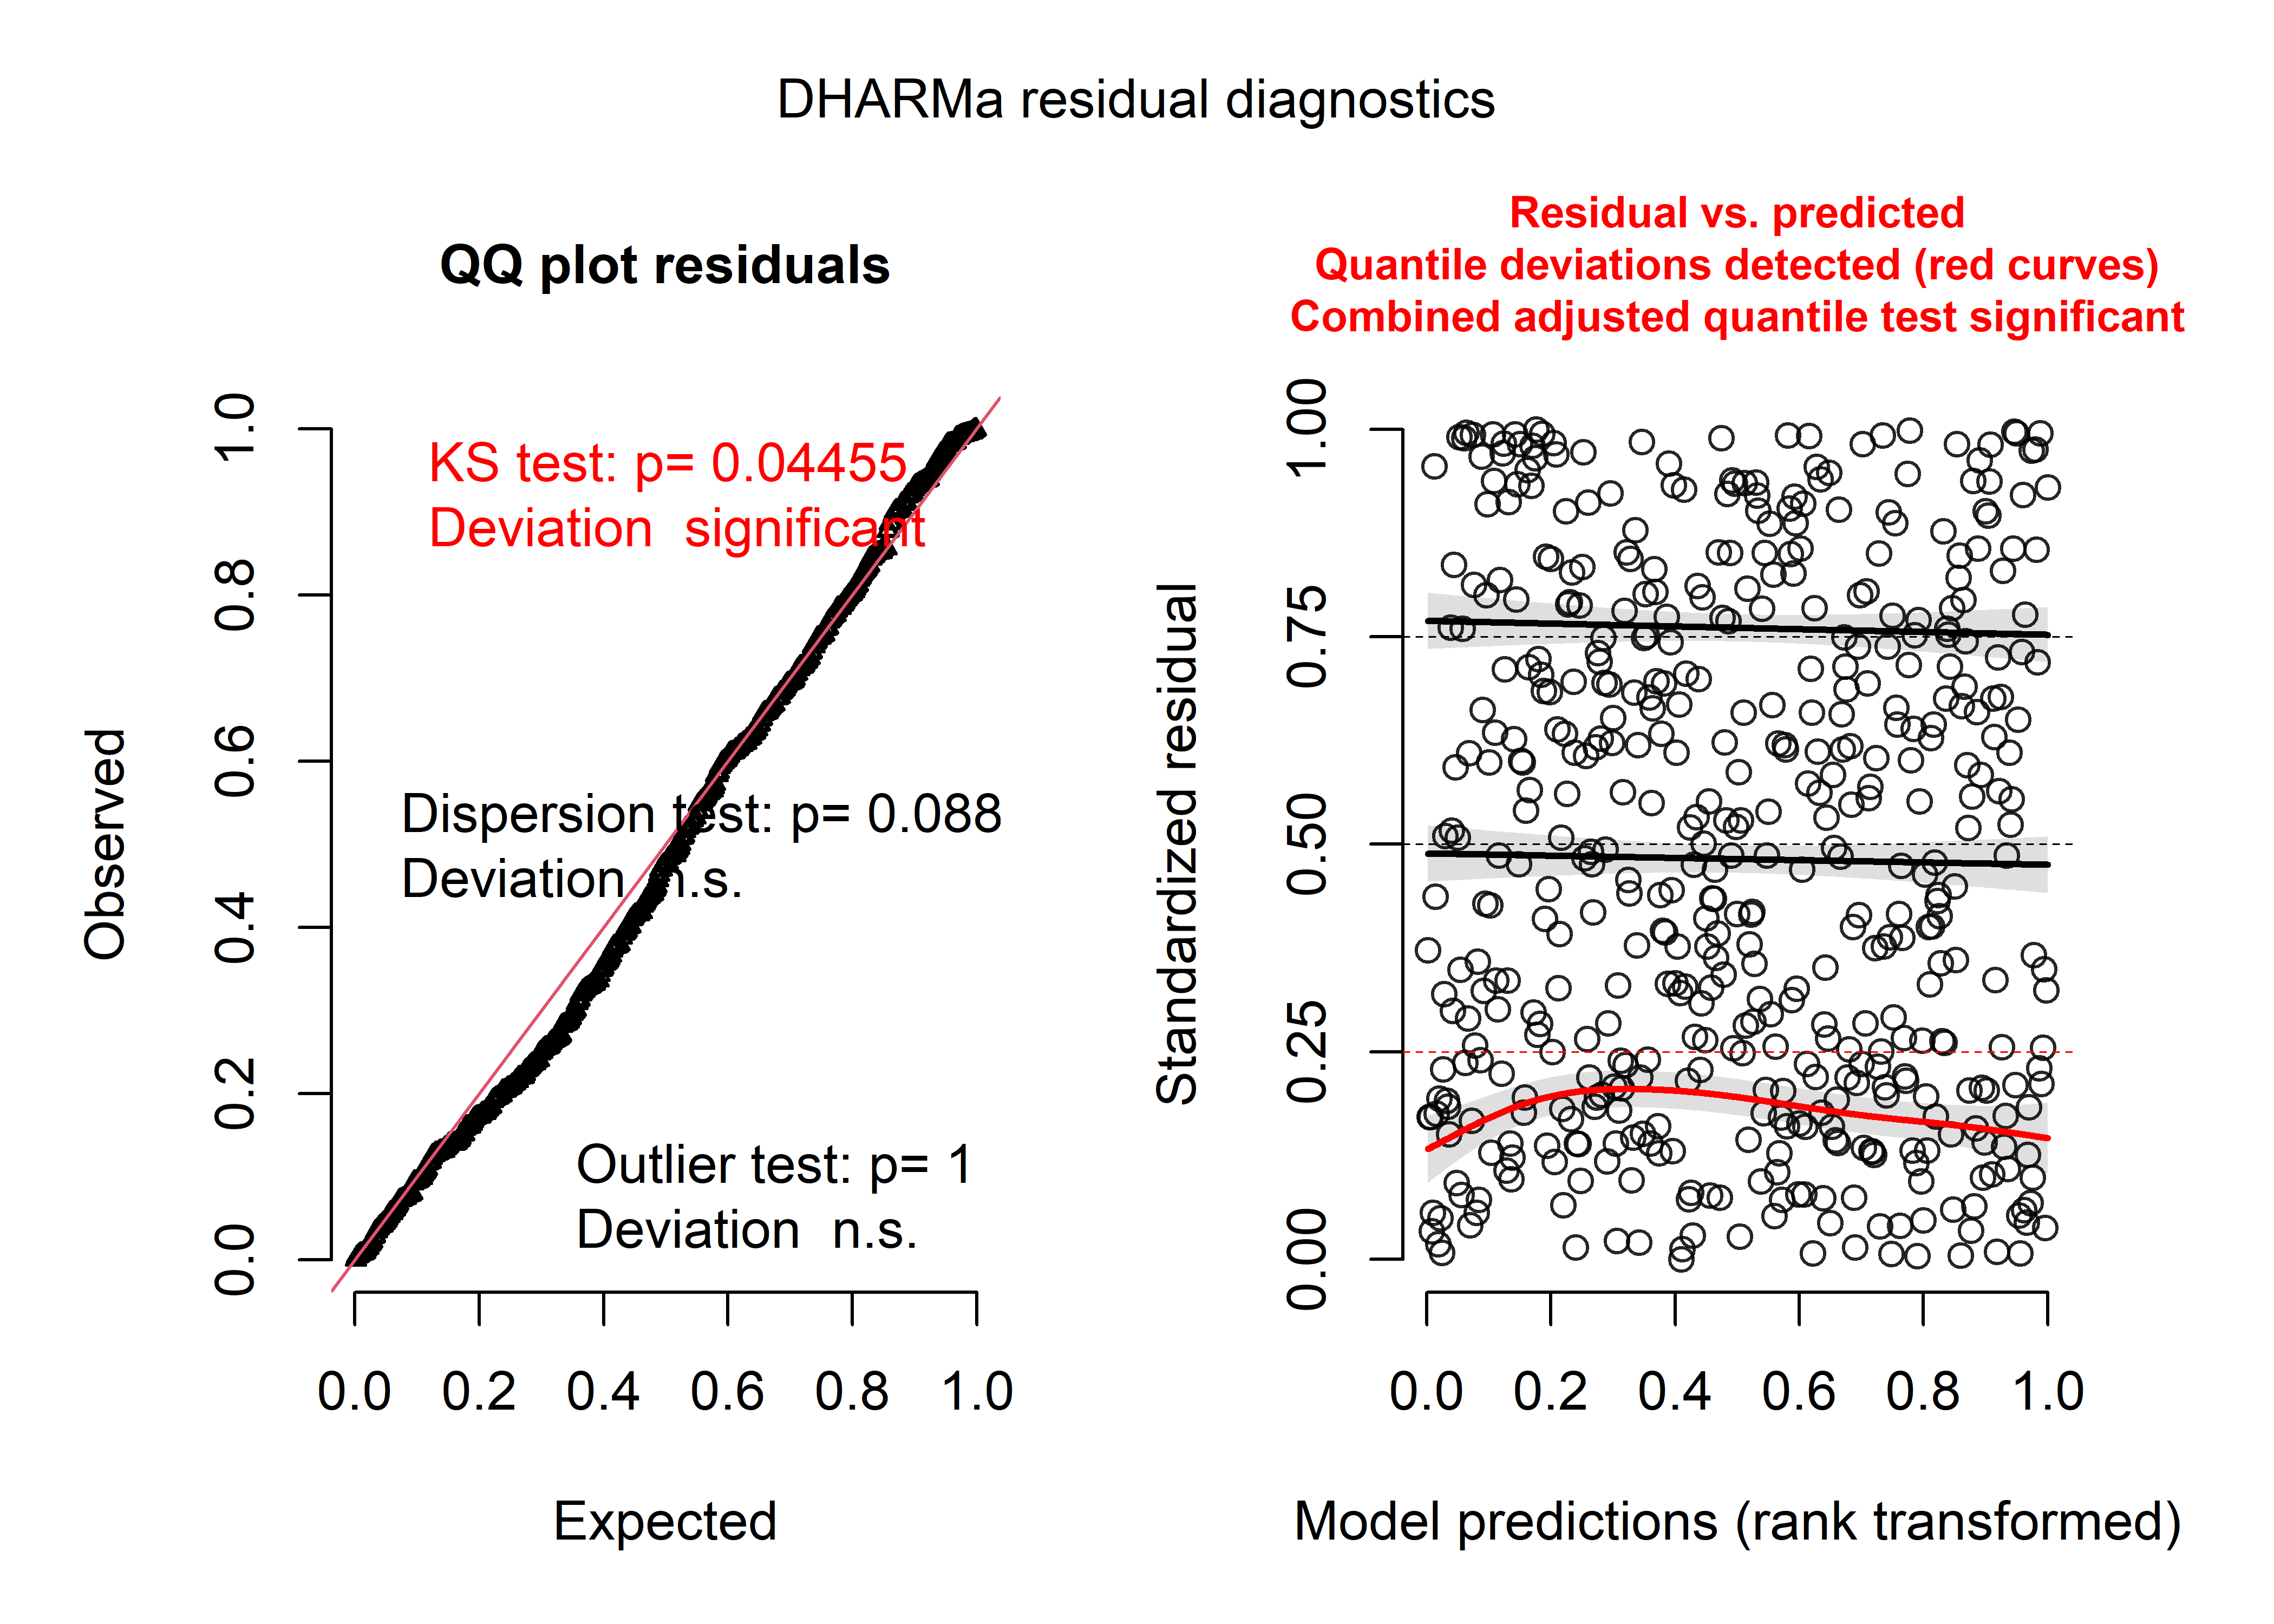 DHARMa residual diagnostics
QQ plot residuals
KS test: p= 0.04455
Deviation  significant
Dispersion test: p= 0.088
Deviation  n.s.
Outlier test: p= 1
Deviation  n.s.
Observed
0.0
0.2
0.4
0.6
0.8
1.0
0.0 0.2 0.4 0.6 0.8 1.0
Expected
Residual vs. predicted
Quantile deviations detected (red curves)
Combined adjusted quantile test significant
Standardized residual
0.00
0.25
0.50
0.75
1.00
0.0 0.2 0.4 0.6 0.8 1.0
Model predictions (rank transformed)